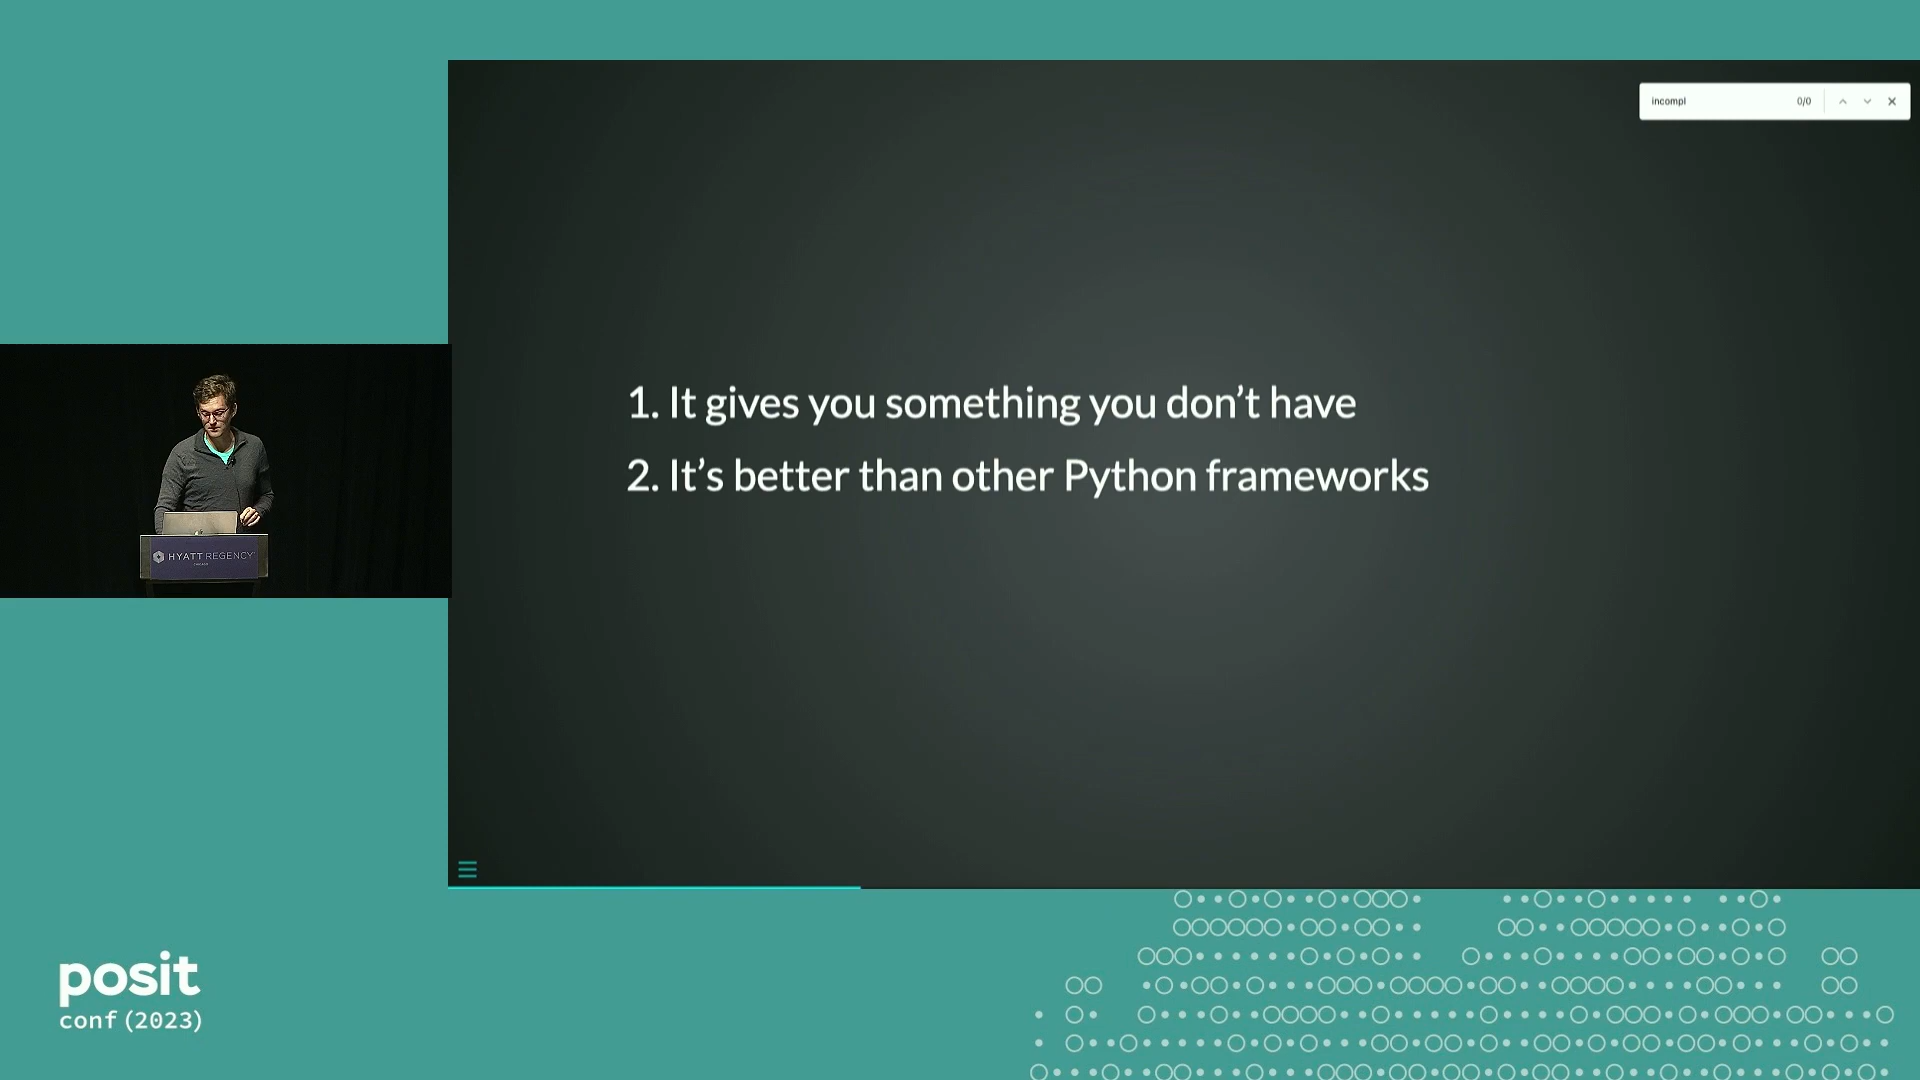 incompl 0/0
1. It gives you something you don’t have
2. It’s better than other Python frameworks
HYATT REGENCY
CHICAGO
posit
conf (2023)